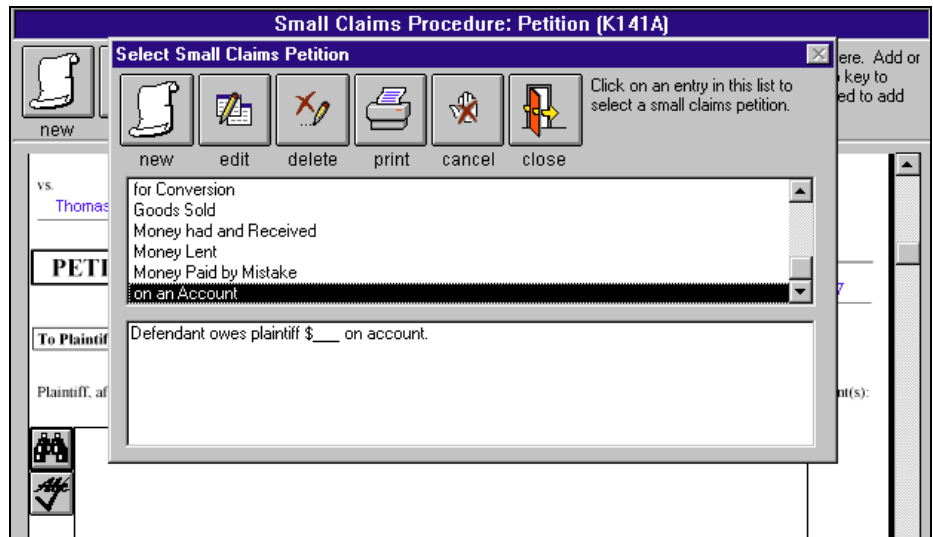 Small Claims Procedure: Petition (K141A)
Select Small Claims Petition
ere. Add or
key to
ed to add
Click on an entry in this list to
select a small claims petition.
new
new edit delete print cancel close
vs.
Thomas
for Conversion
Goods Sold
Money had and Received
Money Lent
Money Paid by Mistake
on an Account
PETI
7
To Plaintif
Defendant owes plaintiff $___ on account.
Plaintiff, af
nt(s):
Abc